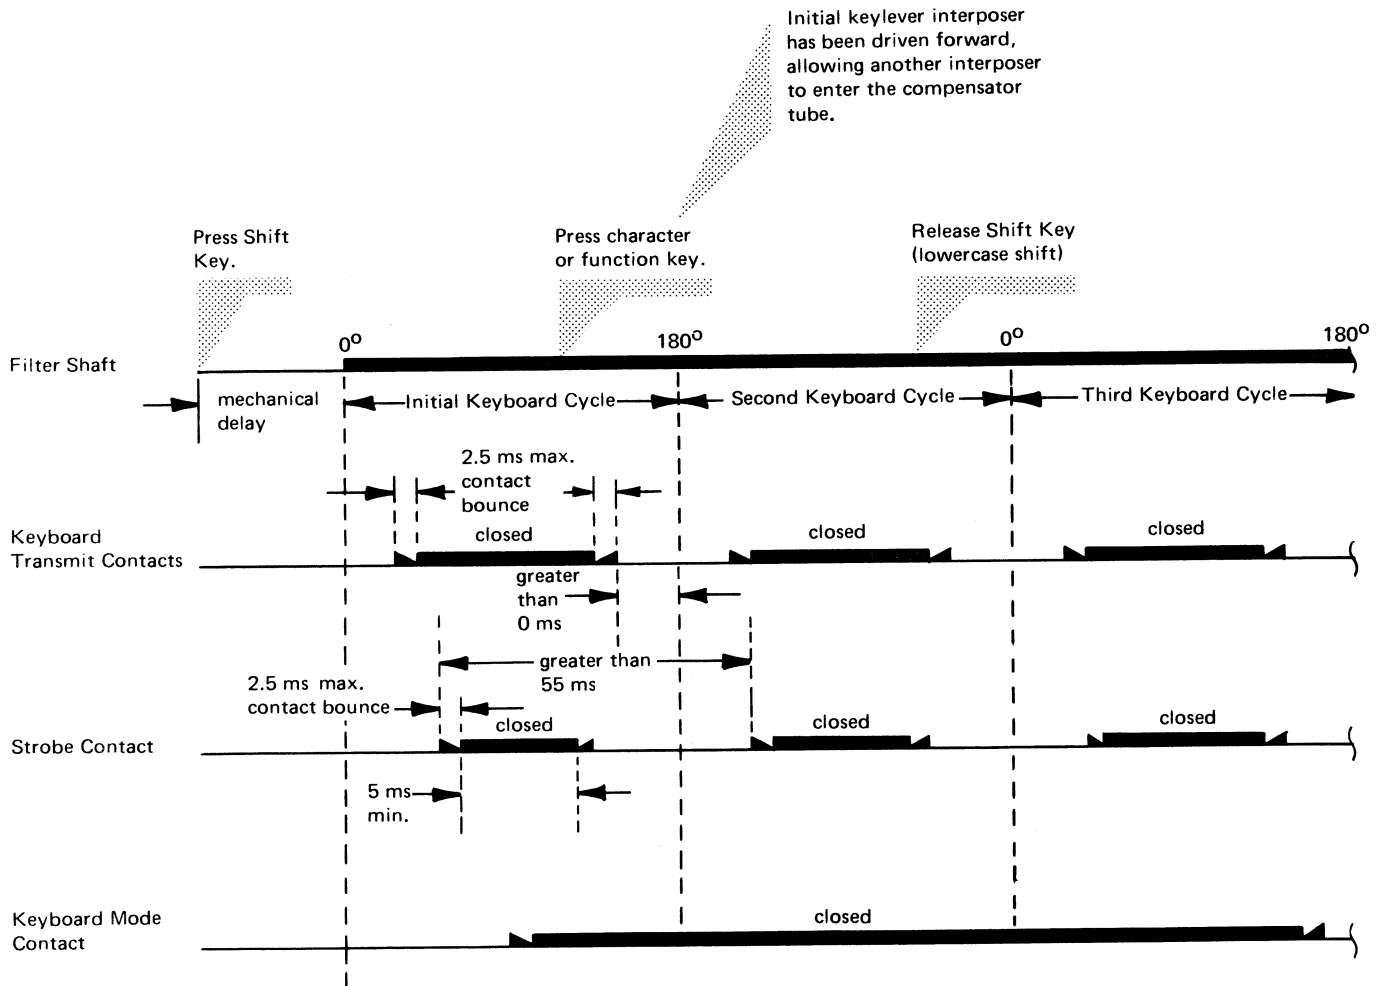 Initial keylever interposer
has been driven forward,
allowing another interposer
to enter the compensator
tube.
Press Shift
Key.
Press character
or function key.
Release Shift Key
(lowercase shift)
Filter Shaft
0º
180º
0º
180º
mechanical
delay
Initial Keyboard Cycle
Second Keyboard Cycle
Third Keyboard Cycle
2.5 ms max.
contact
bounce
Keyboard
Transmit Contacts
closed
closed
closed
greater
than
0 ms
greater than
55 ms
2.5 ms max.
contact bounce
Strobe Contact
closed
closed
closed
5 ms
min.
Keyboard Mode
Contact
closed